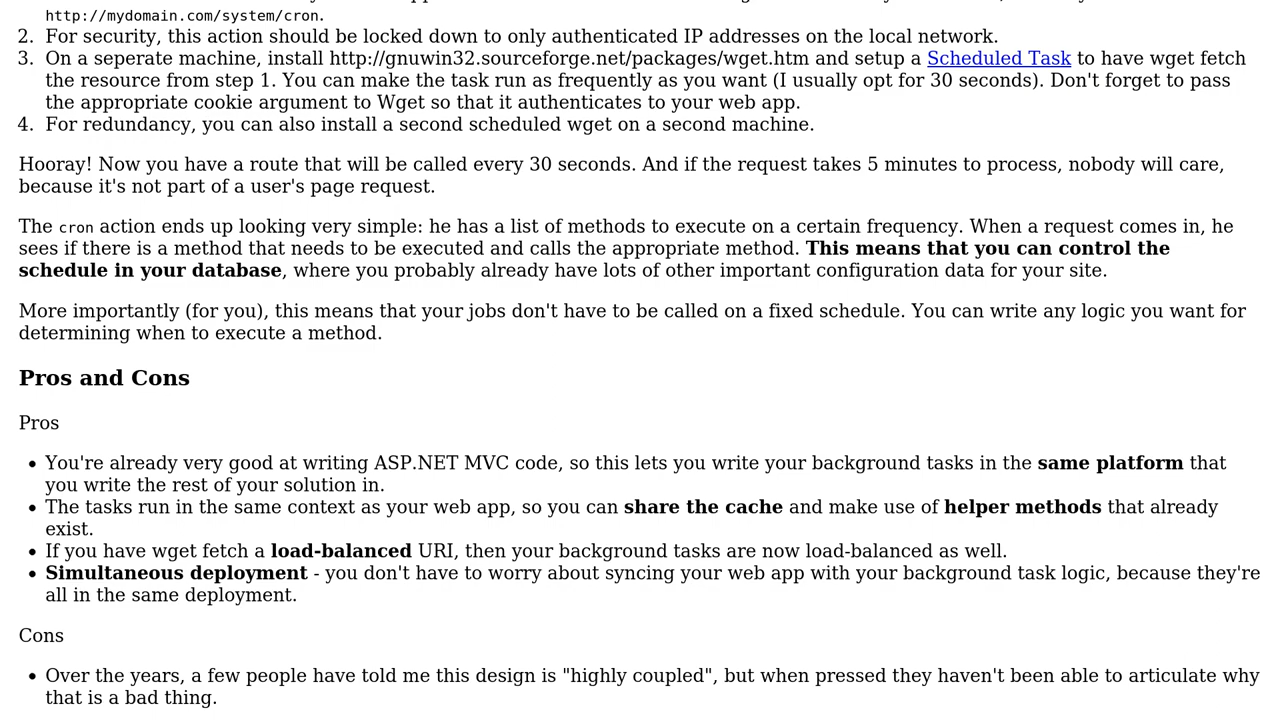 http://mydomain.com/system/cron.
2. For security, this action should be locked down to only authenticated IP addresses on the local network.
3. On a seperate machine, install http://gnuwin32.sourceforge.net/packages/wget.htm and setup a Scheduled Task to have wget fetch
the resource from step 1. You can make the task run as frequently as you want (I usually opt for 30 seconds). Don't forget to pass
the appropriate cookie argument to Wget so that it authenticates to your web app.
4. For redundancy, you can also install a second scheduled wget on a second machine.
Hooray! Now you have a route that will be called every 30 seconds. And if the request takes 5 minutes to process, nobody will care,
because it's not part of a user's page request.
The cron action ends up looking very simple: he has a list of methods to execute on a certain frequency. When a request comes in, he
sees if there is a method that needs to be executed and calls the appropriate method. This means that you can control the
schedule in your database, where you probably already have lots of other important configuration data for your site.
More importantly (for you), this means that your jobs don't have to be called on a fixed schedule. You can write any logic you want for
determining when to execute a method.
Pros and Cons
Pros
• You're already very good at writing ASP.NET MVC code, so this lets you write your background tasks in the same platform that
you write the rest of your solution in.
• The tasks run in the same context as your web app, so you can share the cache and make use of helper methods that already
exist.
• If you have wget fetch a load-balanced URI, then your background tasks are now load-balanced as well.
• Simultaneous deployment - you don't have to worry about syncing your web app with your background task logic, because they're
all in the same deployment.
Cons
• Over the years, a few people have told me this design is "highly coupled", but when pressed they haven't been able to articulate why
that is a bad thing.